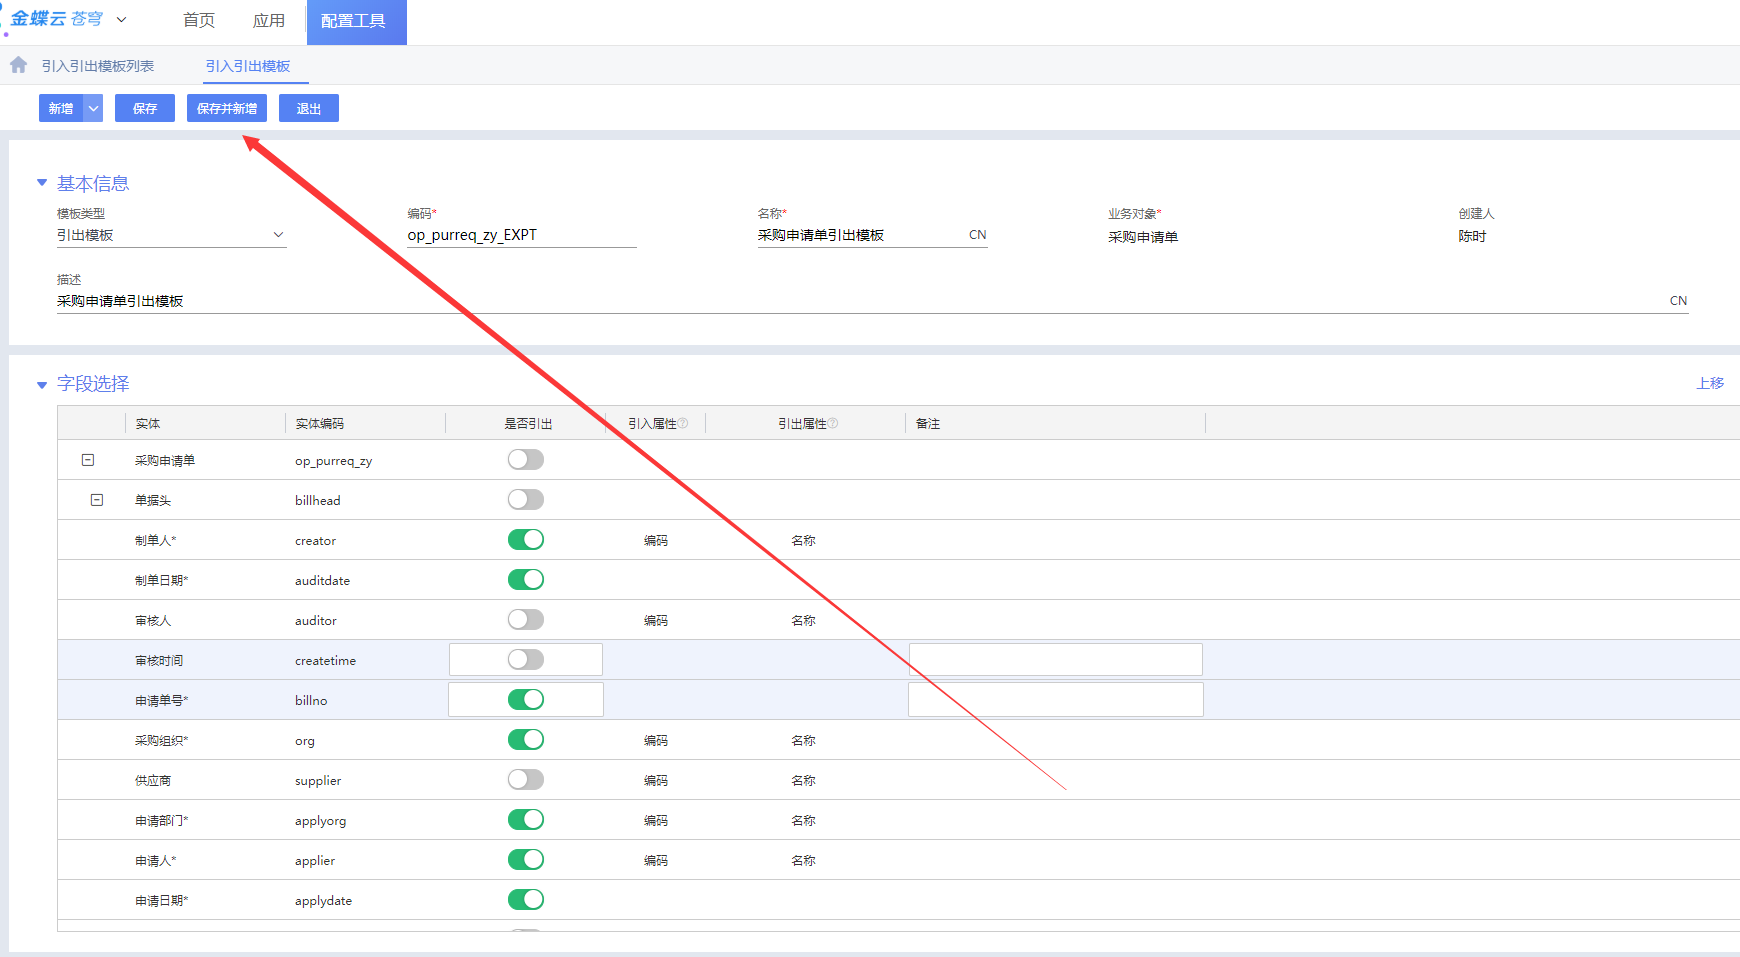 金蝶云 苍穹 首页 应用 配置工具
引入引出模板列表 引入引出模板
新增 保存 保存并新增 退出
基本信息
模板类型 编码* 名称* 业务对象* 创建人
引出模板 op_purreq_zy_EXPT 采购申请单引出模板 CN 采购申请单 陈时
描述
采购申请单引出模板 CN
字段选择 上移
实体 实体编码 是否引出 引入属性? 引出属性? 备注
采购申请单 op_purreq_zy
单据头 billhead
制单人* creator 编码 名称
制单日期* auditdate
审核人 auditor 编码 名称
审核时间 createtime
申请单号* billno
采购组织* org 编码 名称
供应商 supplier 编码 名称
申请部门* applyorg 编码 名称
申请人* applier 编码 名称
申请日期* applydate